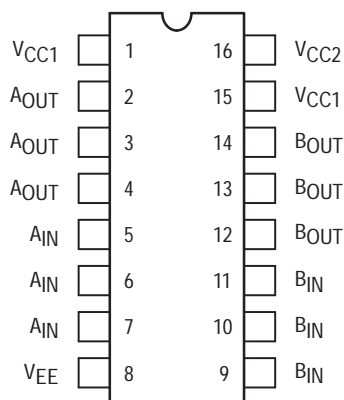 VCC1 1 16 VCC2
AOUT 2 15 VCC1
AOUT 3 14 BOUT
AOUT 4 13 BOUT
AIN 5 12 BOUT
AIN 6 11 BIN
AIN 7 10 BIN
VEE 8 9 BIN